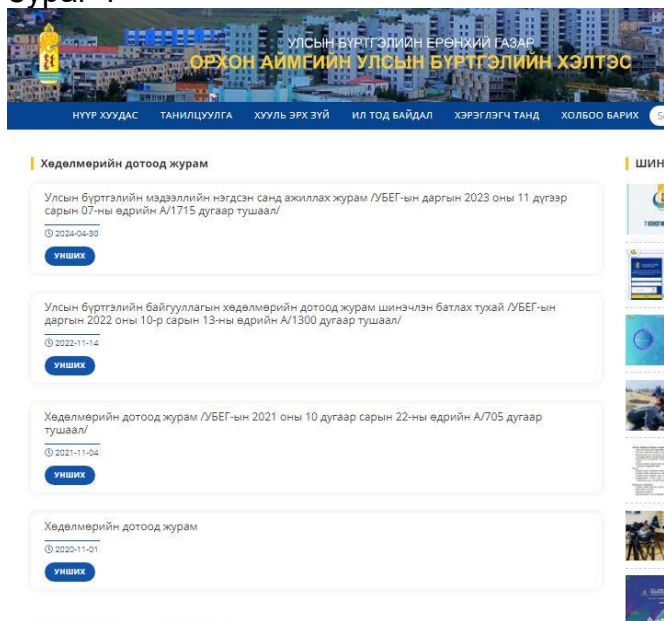 Зураг 1
УЛСЫН БҮРТГЭЛИЙН ЕРӨНХИЙ ГАЗАР
ОРХОН АЙМГИЙН УЛСЫН БҮРТГЭЛИЙН ХЭЛТЭС
НҮҮР ХУУДАС ТАНИЛЦУУЛГА ХУУЛЬ ЭРХ ЗҮЙ ИЛ ТОД БАЙДАЛ ХЭРЭГЛЭГЧ ТАНД ХОЛБОО БАРИХ Se
Хөдөлмөрийн дотоод журам
Улсын бүртгэлийн мэдээллийн нэгдсэн санд ажиллах журам /УБЕГ-ын даргын 2023 оны 11 дүгээр
сарын 07-ны өдрийн А/1715 дугаар тушаал/
2024-04-30
УНШИХ
Улсын бүртгэлийн байгууллагын хөдөлмөрийн дотоод журам шинэчлэн батлах тухай /УБЕГ-ын
даргын 2022 оны 10-р сарын 13-ны өдрийн А/1300 дугаар тушаал/
2022-11-14
УНШИХ
Хөдөлмөрийн дотоод журам /УБЕГ-ын 2021 оны 10 дугаар сарын 22-ны өдрийн А/705 дугаар
тушаал/
2021-11-04
УНШИХ
Хөдөлмөрийн дотоод журам
2020-11-01
УНШИХ
ШИН